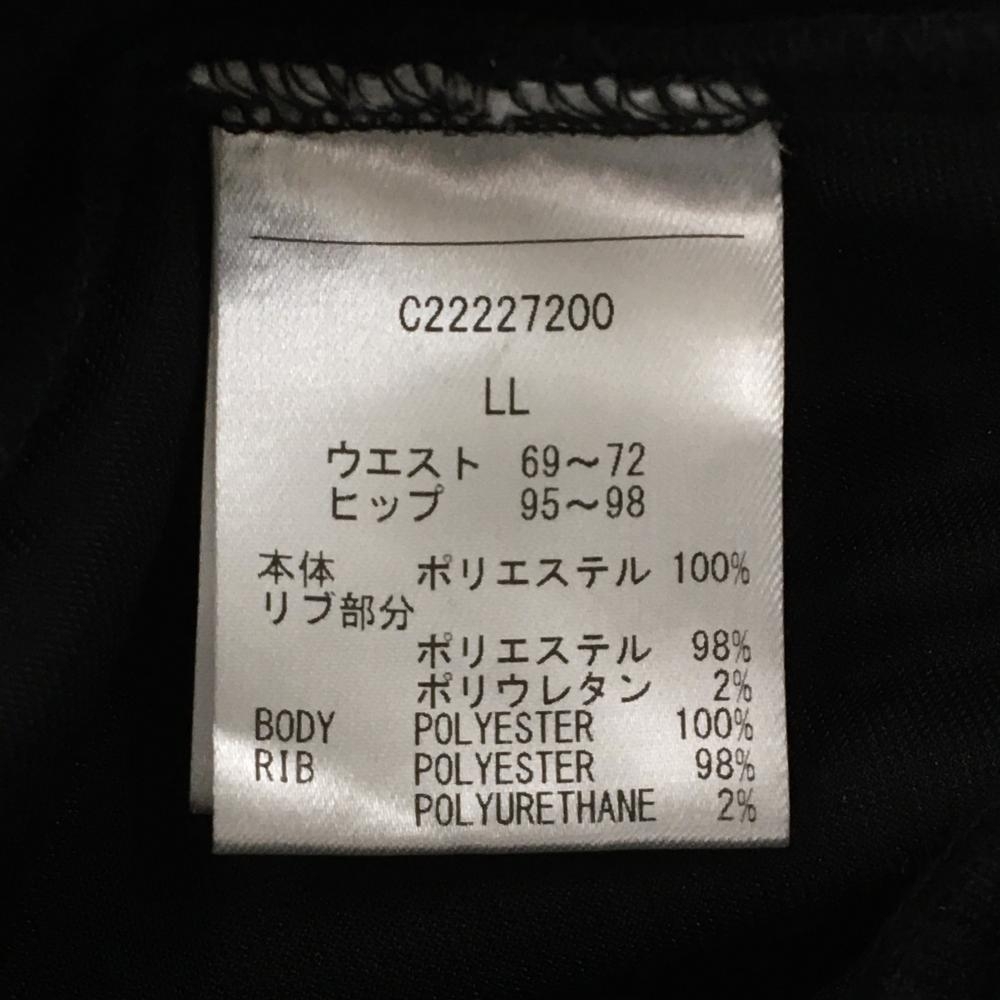 C22227200
LL
ウエスト 69～72
ヒップ 95～98
本体 ポリエステル 100%
リブ部分
ポリエステル 98%
ポリウレタン 2%
BODY POLYESTER 100%
RIB POLYESTER 98%
POLYURETHANE 2%